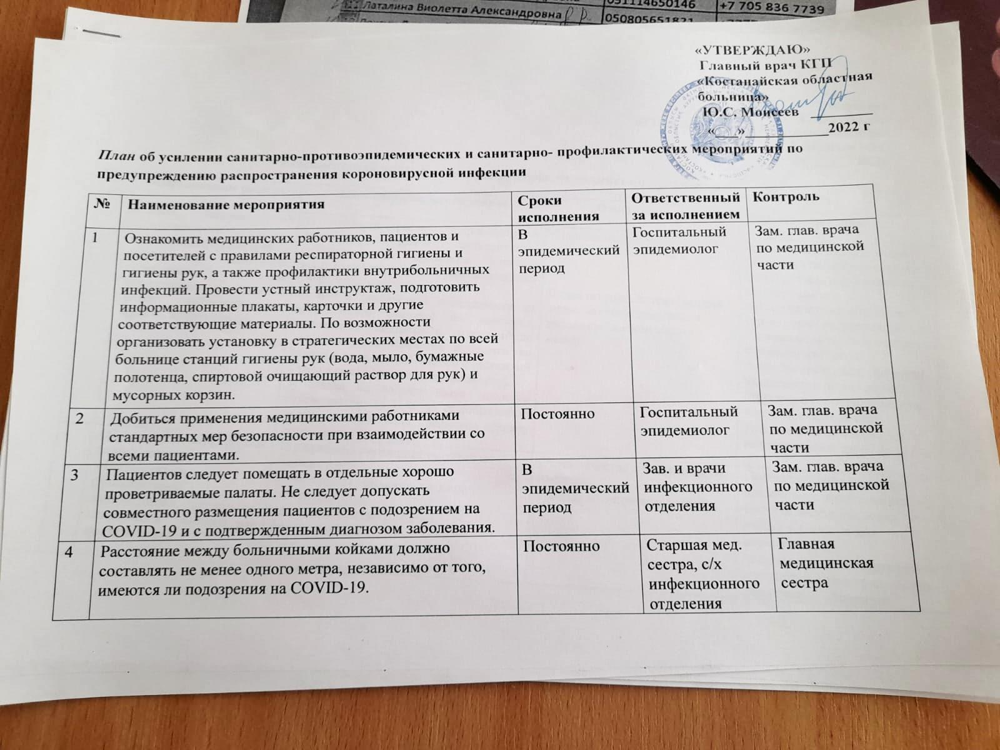 Латалина Виолетта Александровна
091114650146
+7 705 836 7739
050805651821
«УТВЕРЖДАЮ»
Главный врач КГП
«Костанайская областная
больница»
Ю.С. Моисеев ________
«___»___________2022 г
План об усилении санитарно-противоэпидемических и санитарно- профилактических мероприятий по
предупреждению распространения короновирусной инфекции
№ Наименование мероприятия Сроки исполнения Ответственный за исполнением Контроль
1
Ознакомить медицинских работников, пациентов и
посетителей с правилами респираторной гигиены и
гигиены рук, а также профилактики внутрибольничных
инфекций. Провести устный инструктаж, подготовить
информационные плакаты, карточки и другие
соответствующие материалы. По возможности
организовать установку в стратегических местах по всей
больнице станций гигиены рук (вода, мыло, бумажные
полотенца, спиртовой очищающий раствор для рук) и
мусорных корзин.
В
эпидемический
период
Госпитальный
эпидемиолог
Зам. глав. врача
по медицинской
части
2
Добиться применения медицинскими работниками
стандартных мер безопасности при взаимодействии со
всеми пациентами.
Постоянно
Госпитальный
эпидемиолог
Зам. глав. врача
по медицинской
части
3
Пациентов следует помещать в отдельные хорошо
проветриваемые палаты. Не следует допускать
совместного размещения пациентов с подозрением на
COVID-19 и с подтвержденным диагнозом заболевания.
В
эпидемический
период
Зав. и врачи
инфекционного
отделения
Зам. глав. врача
по медицинской
части
4
Расстояние между больничными койками должно
составлять не менее одного метра, независимо от того,
имеются ли подозрения на COVID-19.
Постоянно
Старшая мед.
сестра, с/х
инфекционного
отделения
Главная
медицинская
сестра